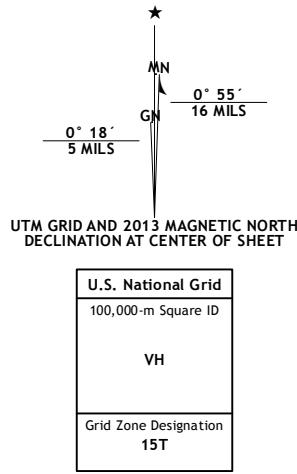 ★
MN
0° 55´
16 MILS
GN
0° 18´
5 MILS
UTM GRID AND 2013 MAGNETIC NORTH
DECLINATION AT CENTER OF SHEET
U.S. National Grid
100,000-m Square ID
VH
Grid Zone Designation
15T